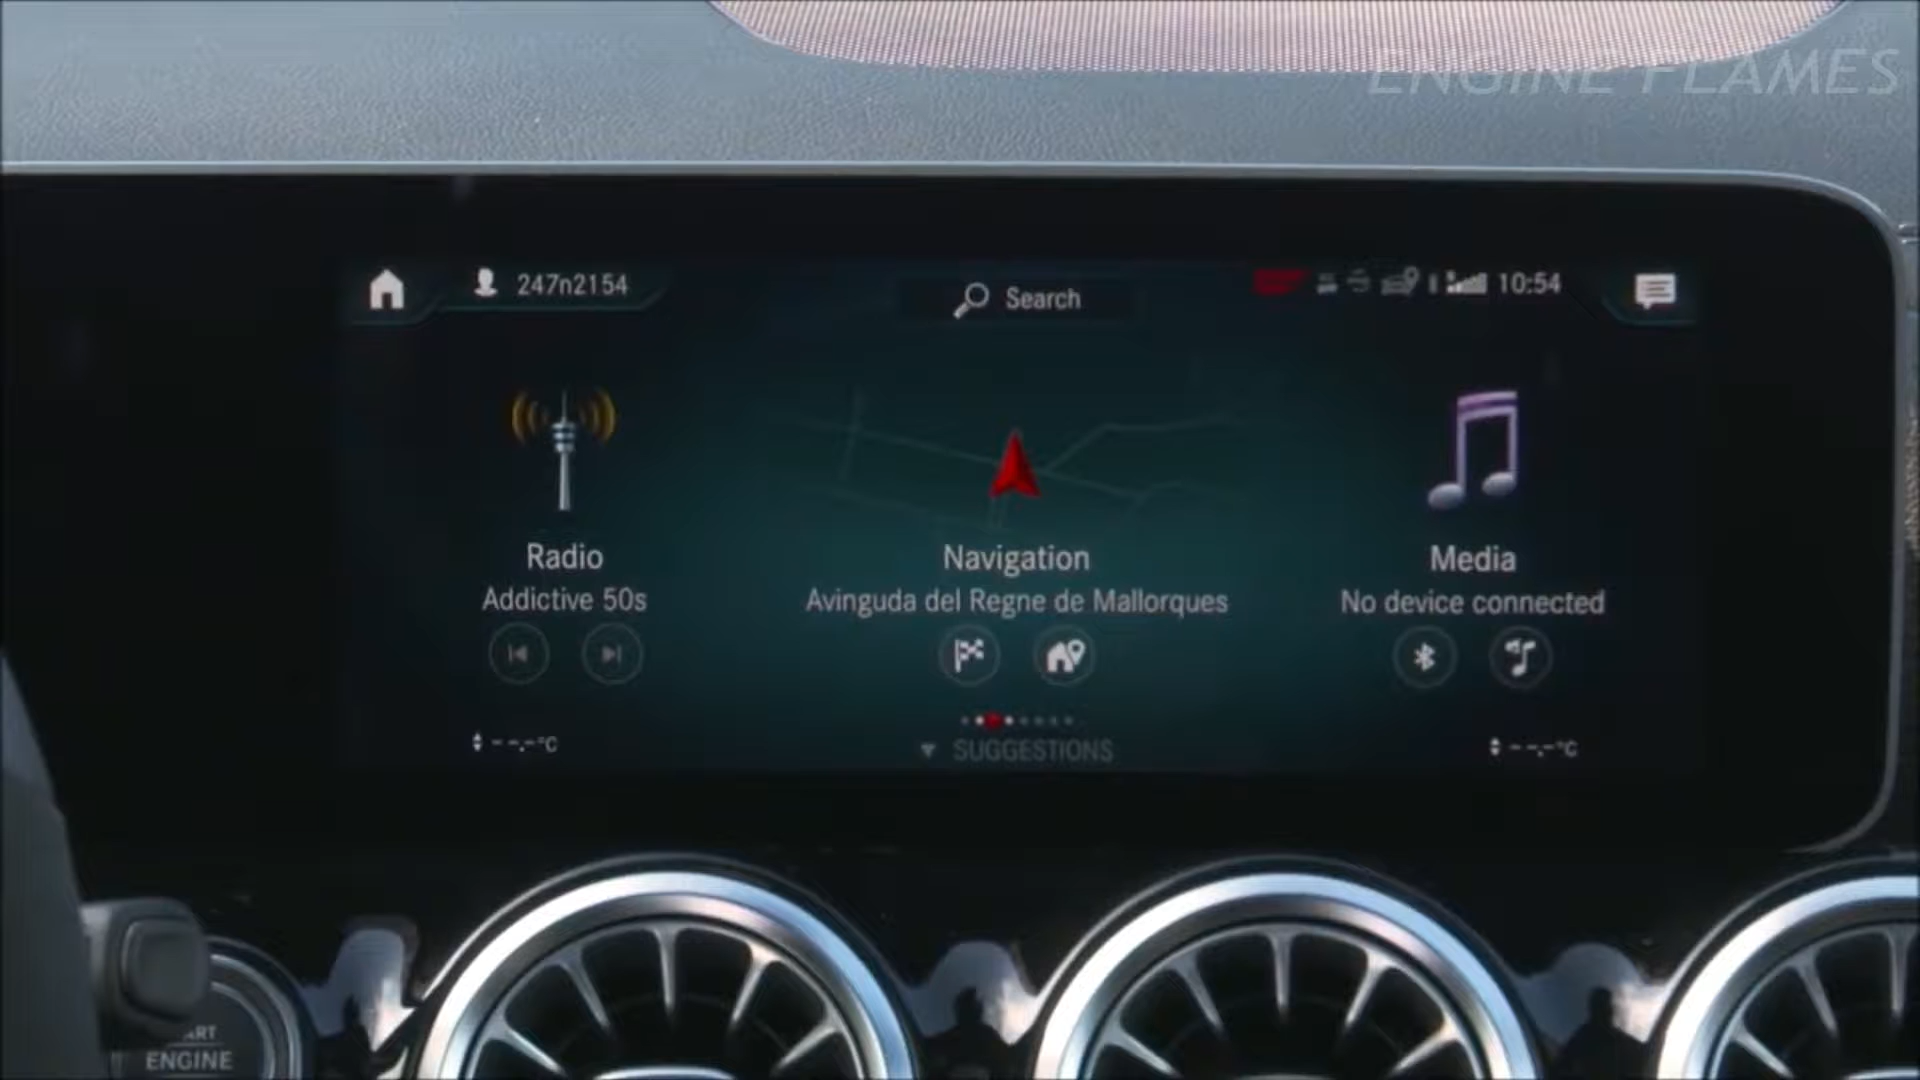 ENGINE FLAMES
247n2154
Search
10:54
Radio
Navigation
Media
Addictive 50s
Avinguda del Regne de Mallorques
No device connected
--.-°C
SUGGESTIONS
--.-°C
ENGINE